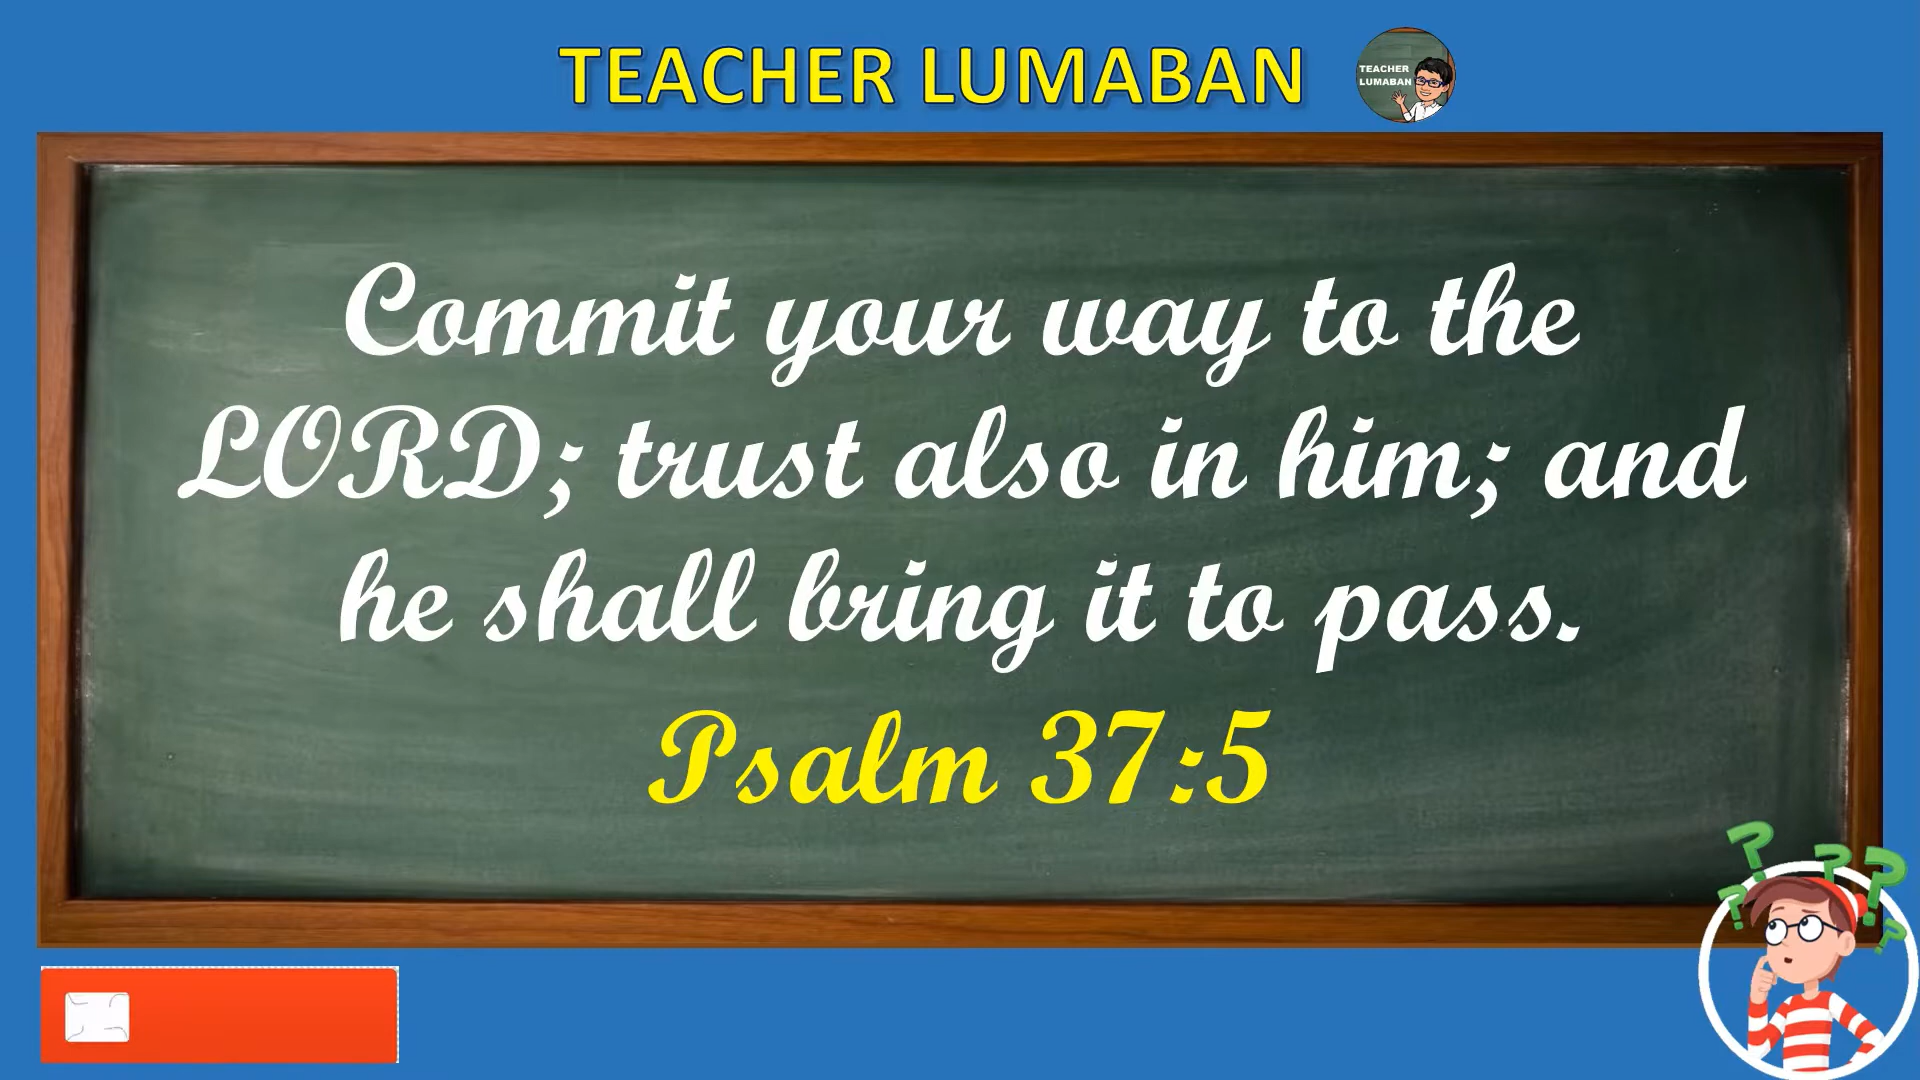 TEACHER LUMABAN
TEACHER
LUMABAN
Commit your way to the
LORD; trust also in him; and
he shall bring it to pass.
Psalm 37:5
? ? ? ? ?